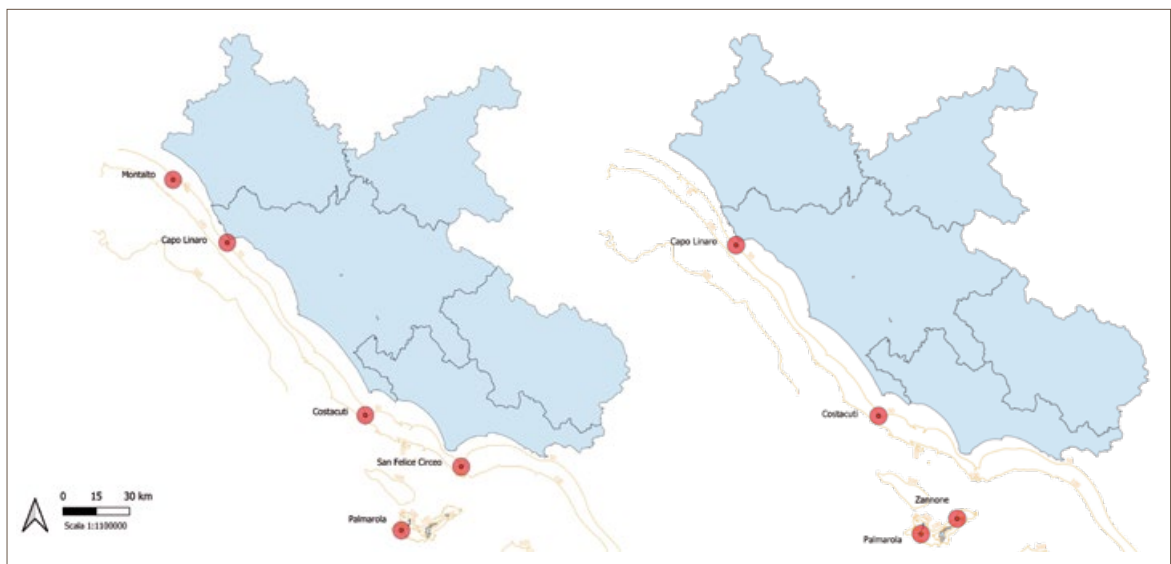 Montalto
Capo Linaro
Costacuti
San Felice Circeo
Palmarola
0 15 30 km
Scala 1:1100000
Capo Linaro
Costacuti
Zannone
Palmarola